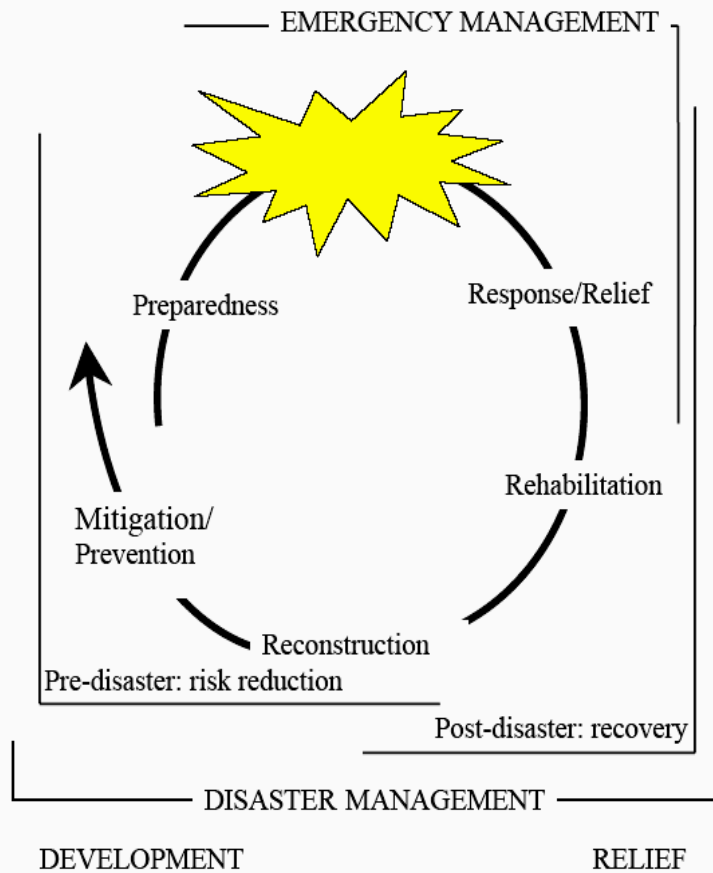 EMERGENCY MANAGEMENT
Preparedness
Response/Relief
Rehabilitation
Mitigation/
Prevention
Reconstruction
Pre-disaster: risk reduction
Post-disaster: recovery
DISASTER MANAGEMENT
DEVELOPMENT
RELIEF